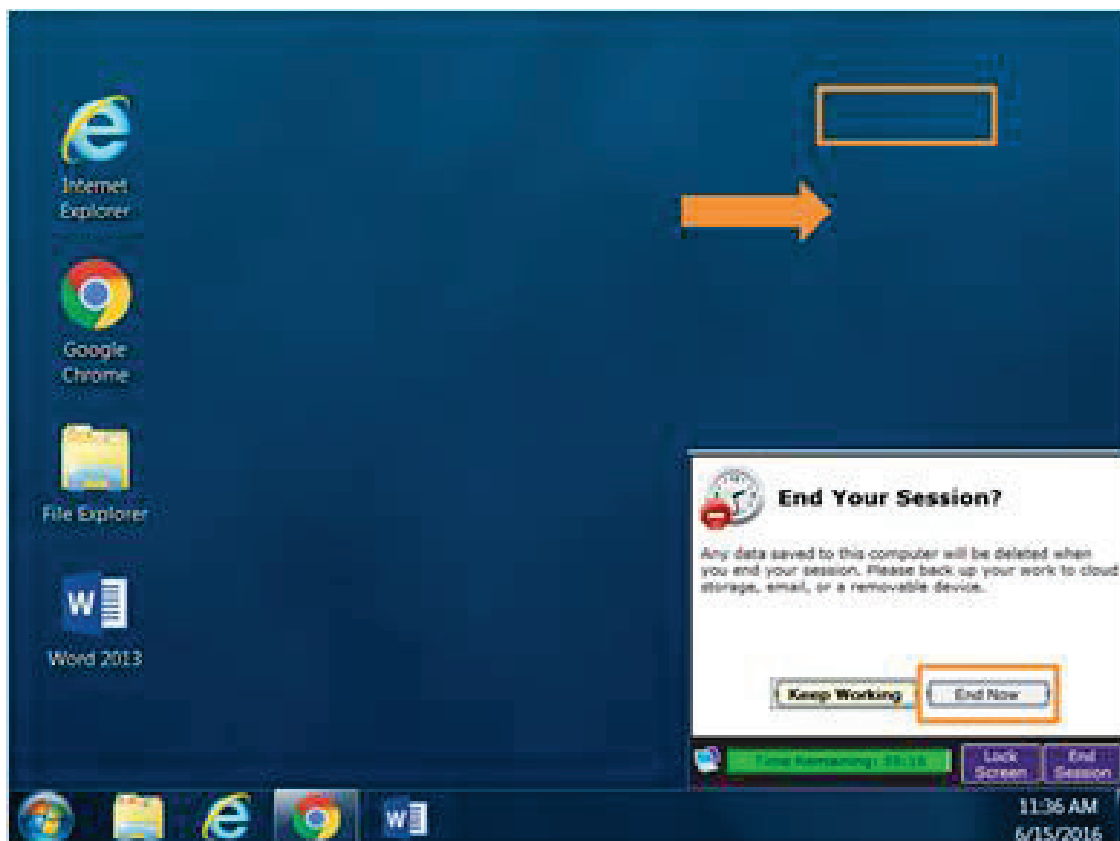 Internet
Explorer
Google
Chrome
File Explorer
Word 2013
End Your Session?
Any data saved to this computer will be deleted when
you end your session. Please back up your work to cloud
storage, email, or a removable device.
Keep Working
End Now
Time Remaining:
Lock
Screen
End
Session
11:36 AM
6/15/2016